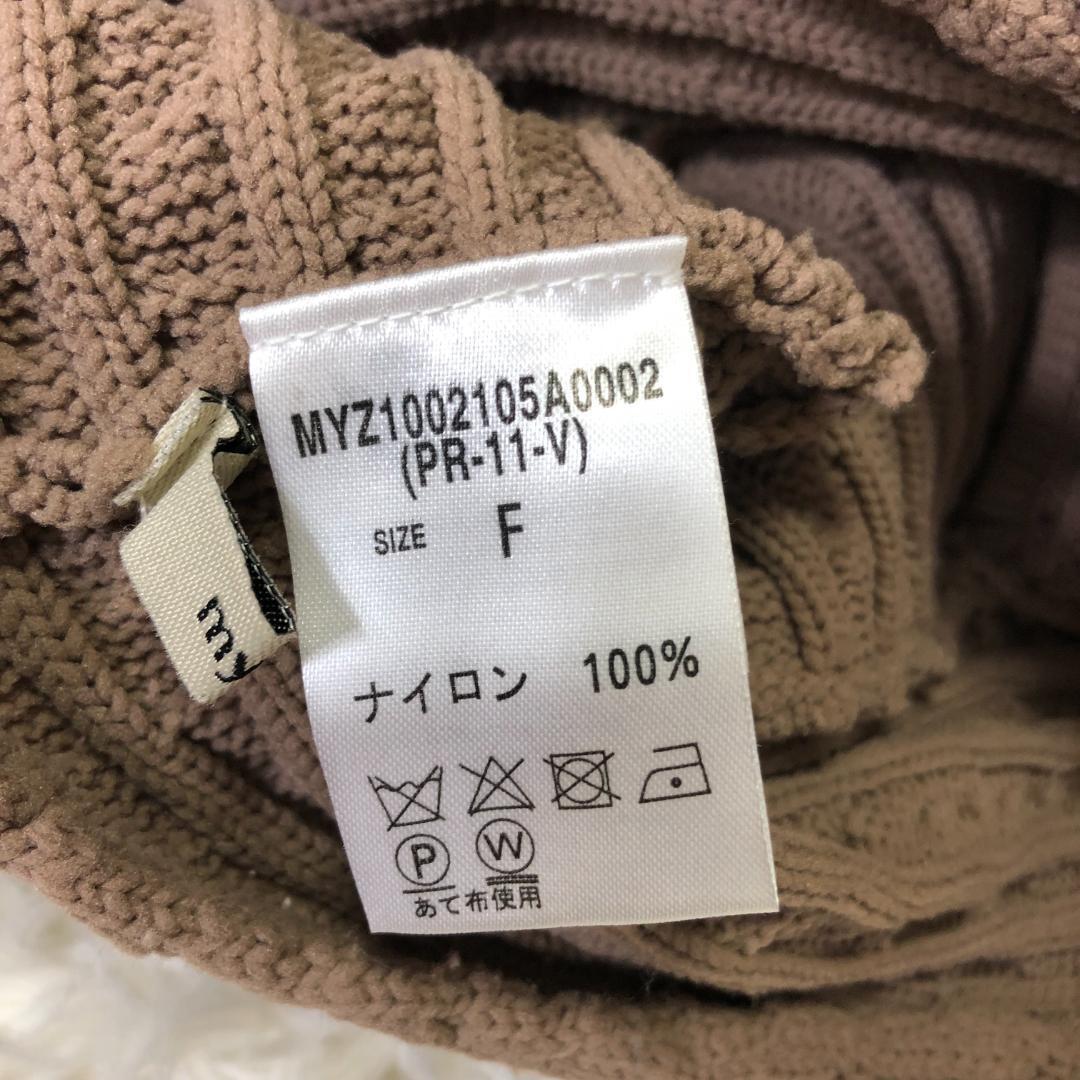 MYZ1002105A0002
(PR-11-V)
SIZE F
ナイロン 100%
P W
あて布使用